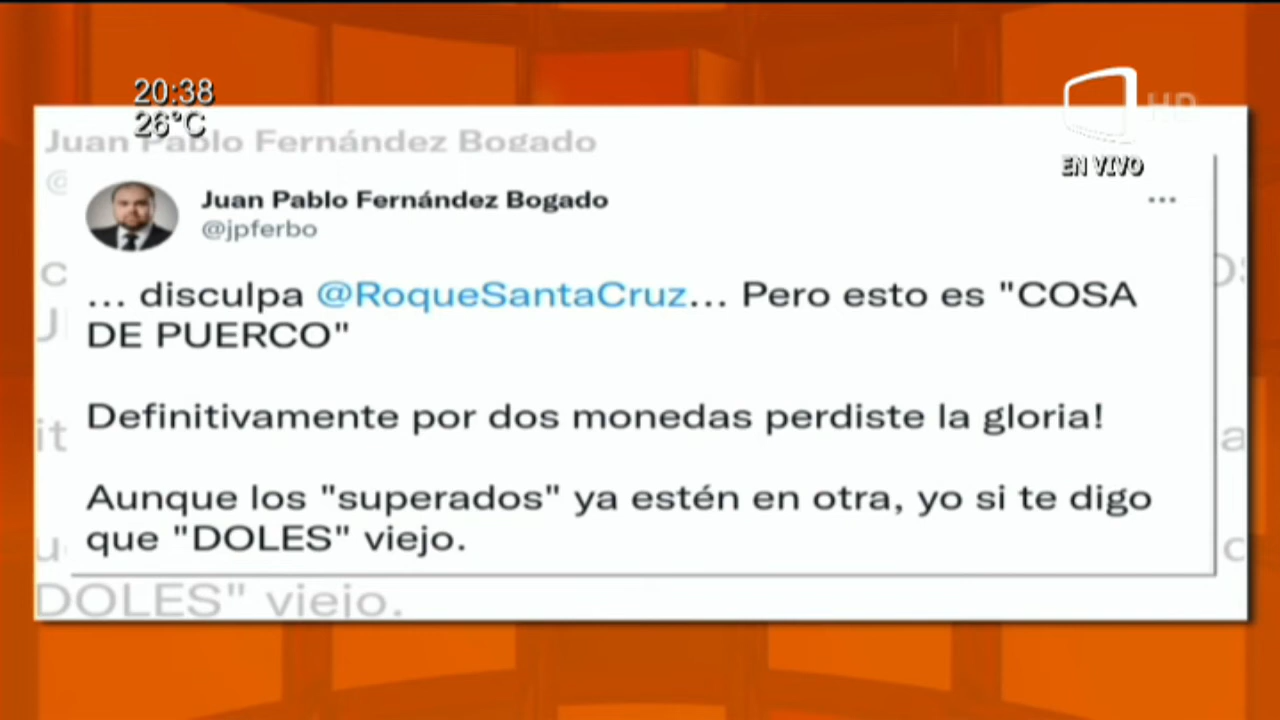 20:38
26°C
HD
EN VIVO
Juan Pablo Fernández Bogado
@
Juan Pablo Fernández Bogado
@jpferbo
... disculpa @RoqueSantaCruz... Pero esto es "COSA
DE PUERCO"
Definitivamente por dos monedas perdiste la gloria!
Aunque los "superados" ya estén en otra, yo si te digo
que "DOLES" viejo.
DOLES" viejo.